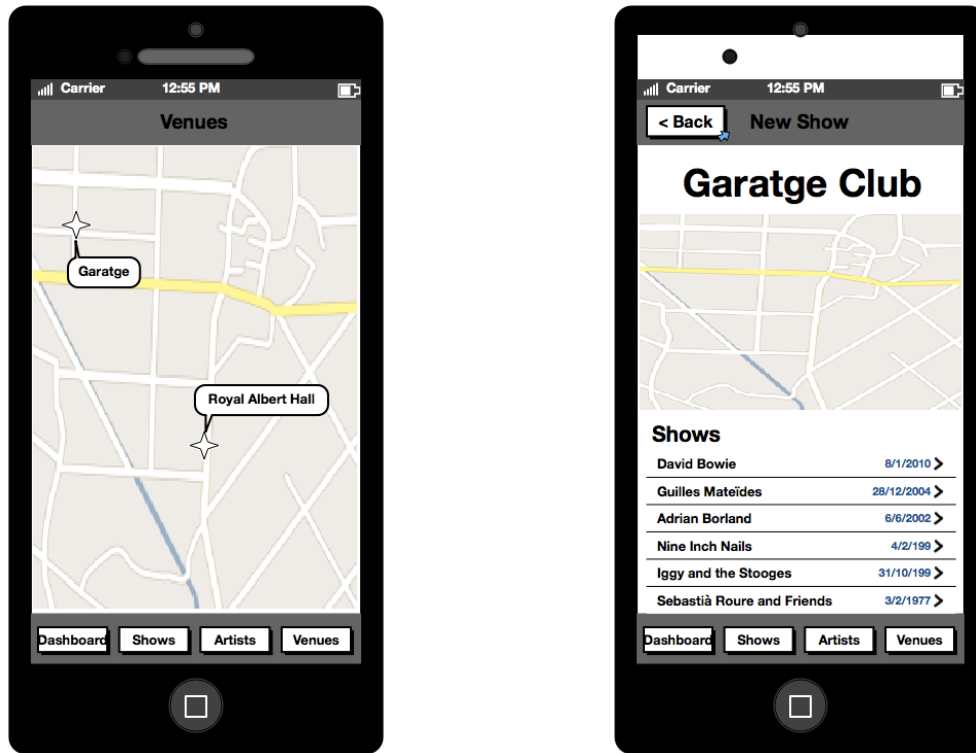 Carrier 12:55 PM
Venues
Garatge
Royal Albert Hall
Dashboard Shows Artists Venues
Carrier 12:55 PM
< Back New Show
Garatge Club
Shows
David Bowie 8/1/2010
Guilles Mateïdes 28/12/2004
Adrian Borland 6/6/2002
Nine Inch Nails 4/2/199
Iggy and the Stooges 31/10/199
Sebastià Roure and Friends 3/2/1977
Dashboard Shows Artists Venues